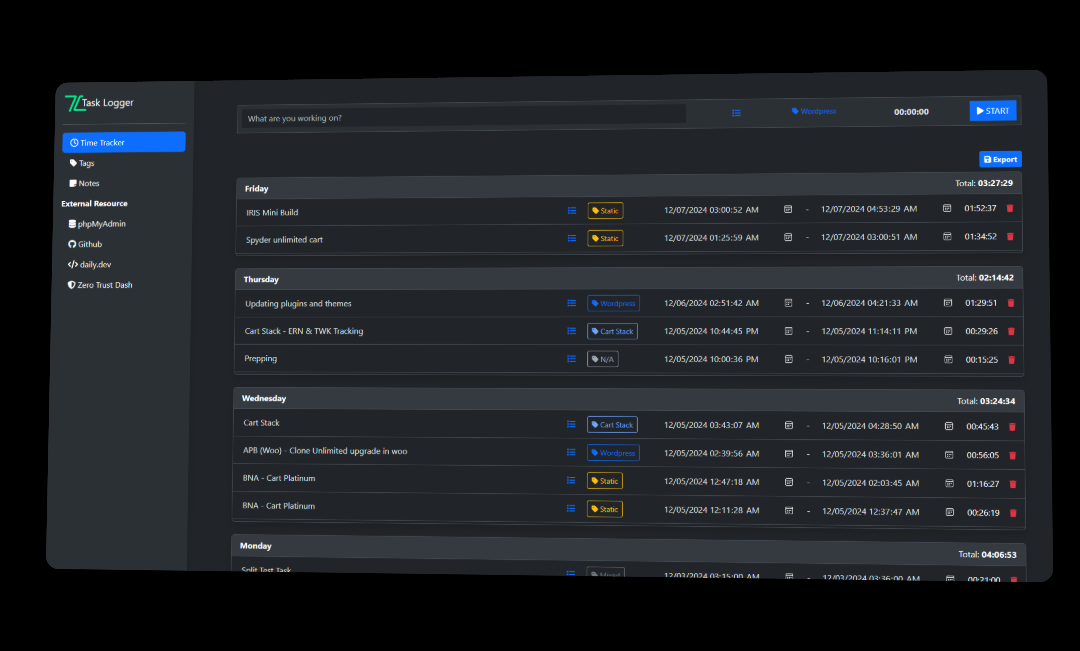 Task Logger
Time Tracker
Tags
Notes
External Resource
phpMyAdmin
Github
daily.dev
Zero Trust Dash
What are you working on? Wordpress 00:00:00 START
Export
Friday Total: 03:27:29
IRIS Mini Build Static 12/07/2024 03:00:52 AM - 12/07/2024 04:53:29 AM 01:52:37
Spyder unlimited cart Static 12/07/2024 01:25:59 AM - 12/07/2024 03:00:51 AM 01:34:52
Thursday Total: 02:14:42
Updating plugins and themes Wordpress 12/06/2024 02:51:42 AM - 12/06/2024 04:21:33 AM 01:29:51
Cart Stack - ERN & TWK Tracking Cart Stack 12/05/2024 10:44:45 PM - 12/05/2024 11:14:11 PM 00:29:26
Prepping N/A 12/05/2024 10:00:36 PM - 12/05/2024 10:16:01 PM 00:15:25
Wednesday Total: 03:24:34
Cart Stack Cart Stack 12/05/2024 03:43:07 AM - 12/05/2024 04:28:50 AM 00:45:43
APB (Woo) - Clone Unlimited upgrade in woo Wordpress 12/05/2024 02:39:56 AM - 12/05/2024 03:36:01 AM 00:56:05
BNA - Cart Platinum Static 12/05/2024 12:47:18 AM - 12/05/2024 02:03:45 AM 01:16:27
BNA - Cart Platinum Static 12/05/2024 12:11:28 AM - 12/05/2024 12:37:47 AM 00:26:19
Monday Total: 04:06:53
Split Test Task Mixed 12/03/2024 03:15:00 AM - 12/03/2024 03:36:00 AM 00:21:00